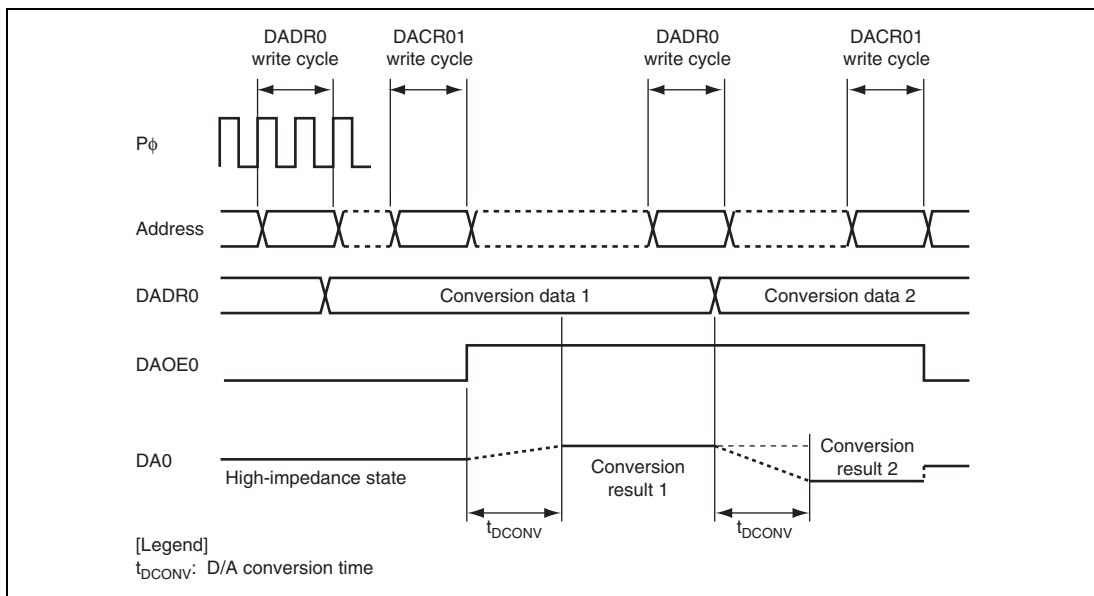 DADR0
write cycle
DACR01
write cycle
DADR0
write cycle
DACR01
write cycle
Pϕ
Address
DADR0
Conversion data 1
Conversion data 2
DAOE0
DA0
High-impedance state
Conversion
result 1
Conversion
result 2
tDCONV
tDCONV
[Legend]
tDCONV: D/A conversion time